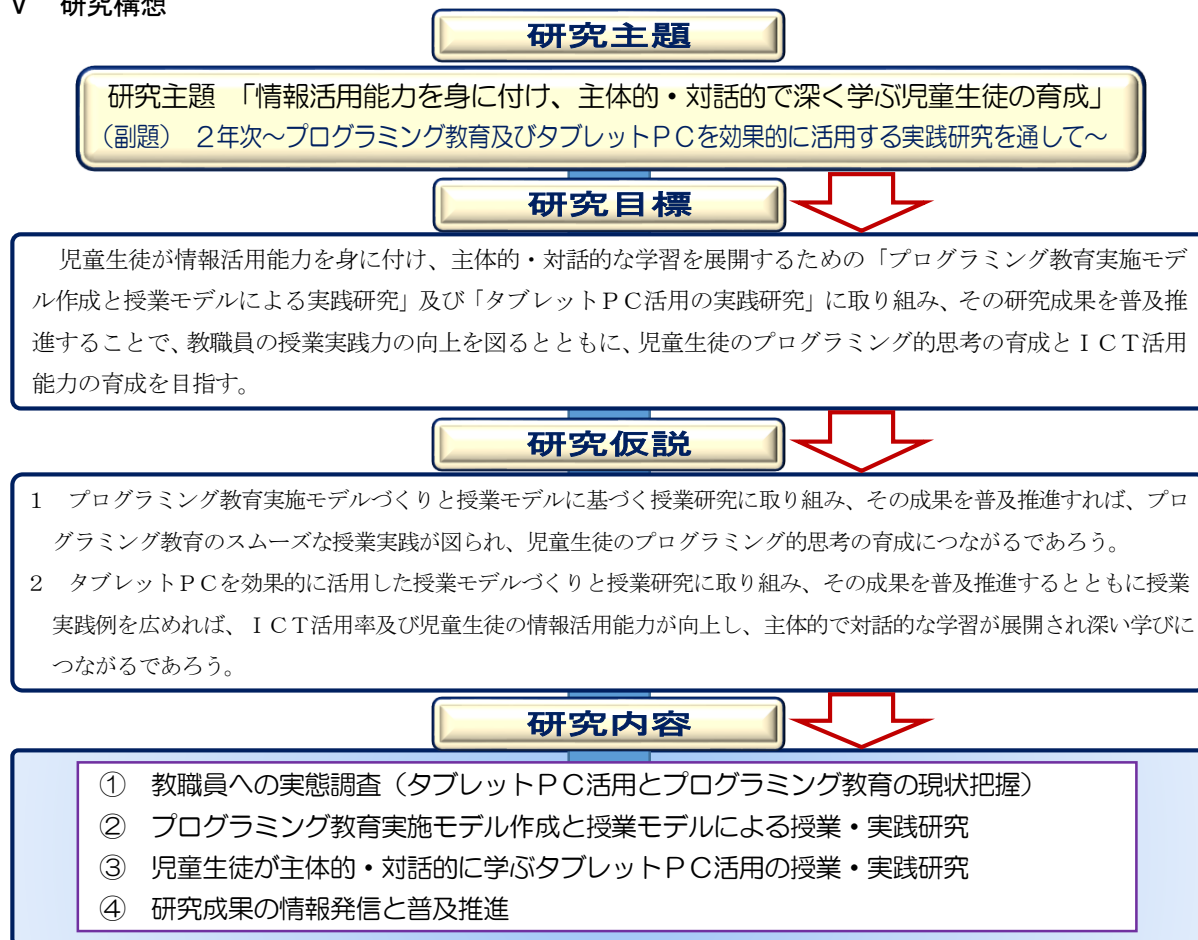 Ⅴ 研究構想
研究主題
研究主題 「情報活用能力を身に付け、主体的・対話的で深く学ぶ児童生徒の育成」
（副題） ２年次～プログラミング教育及びタブレットＰＣを効果的に活用する実践研究を通して～
研究目標
児童生徒が情報活用能力を身に付け、主体的・対話的な学習を展開するための「プログラミング教育実施モデ
ル作成と授業モデルによる実践研究」及び「タブレットＰＣ活用の実践研究」に取り組み、その研究成果を普及推
進することで、教職員の授業実践力の向上を図るとともに、児童生徒のプログラミング的思考の育成とＩＣＴ活用
能力の育成を目指す。
研究仮説
１ プログラミング教育実施モデルづくりと授業モデルに基づく授業研究に取り組み、その成果を普及推進すれば、プロ
グラミング教育のスムーズな授業実践が図られ、児童生徒のプログラミング的思考の育成につながるであろう。
２ タブレットＰＣを効果的に活用した授業モデルづくりと授業研究に取り組み、その成果を普及推進するとともに授業
実践例を広めれば、ＩＣＴ活用率及び児童生徒の情報活用能力が向上し、主体的で対話的な学習が展開され深い学びに
つながるであろう。
研究内容
① 教職員への実態調査（タブレットＰＣ活用とプログラミング教育の現状把握）
② プログラミング教育実施モデル作成と授業モデルによる授業・実践研究
③ 児童生徒が主体的・対話的に学ぶタブレットＰＣ活用の授業・実践研究
④ 研究成果の情報発信と普及推進